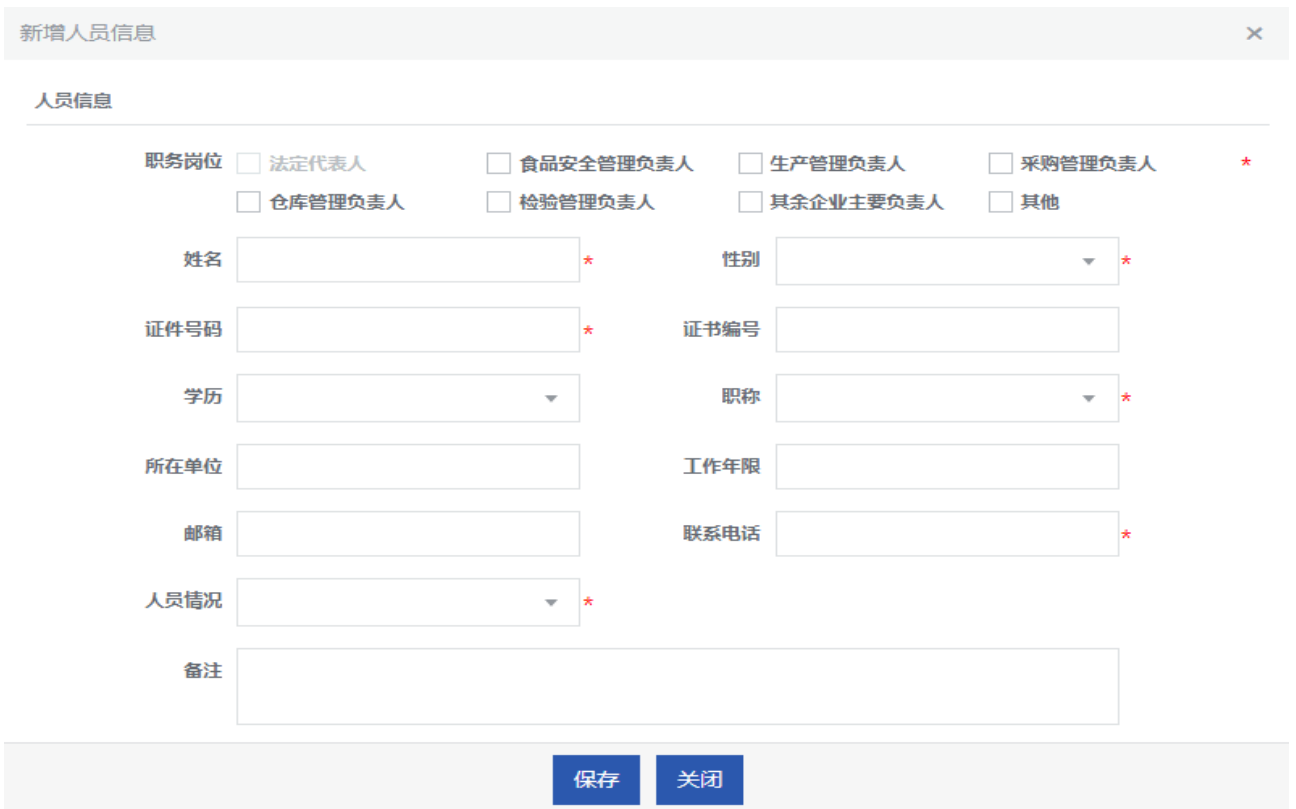 新增人员信息 ×
人员信息
职务岗位 法定代表人 食品安全管理负责人 生产管理负责人 采购管理负责人 *
仓库管理负责人 检验管理负责人 其余企业主要负责人 其他
姓名 * 性别 *
证件号码 * 证书编号
学历 职称 *
所在单位 工作年限
邮箱 联系电话 *
人员情况 *
备注
保存 关闭